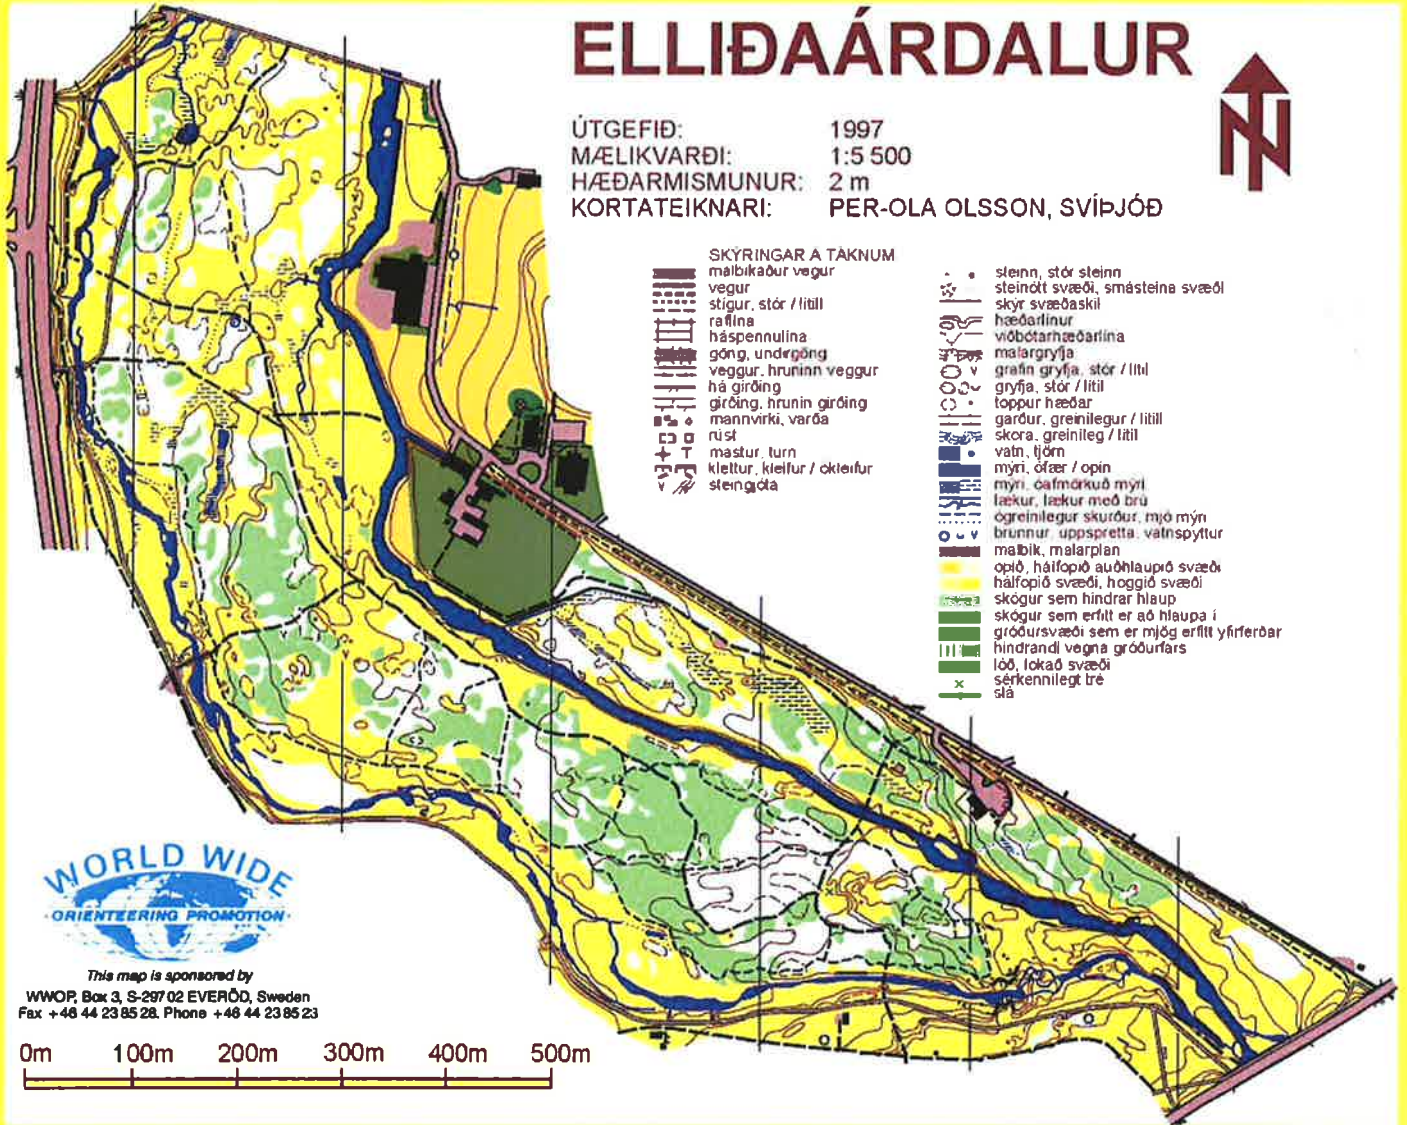 ELLIÐAÁRDALUR
ÚTGEFIÐ: 1997
MÆLIKVARÐI: 1:5 500
HÆÐARMISMUNUR: 2 m
KORTATEIKNARI: PER-OLA OLSSON, SVÍÞJÓÐ
N
SKÝRINGAR Á TÁKNUM
malbikaður vegur
vegur
stígur, stór / lítill
raflína
háspennulína
göng, undirgöng
veggur, hruninn veggur
há girðing
girðing, hrunin girðing
mannvirki, varða
rúst
mastur, turn
klettur, kleifur / ókleifur
steingjóta
steinn, stór steinn
steinótt svæði, smásteina svæði
skýr svæðaskil
hæðarlínur
viðbótarhæðarlína
malargryfja
grafin gryfja, stór / lítil
gryfja, stór / lítil
toppur hæðar
garður, greinilegur / lítill
skora, greinileg / lítil
vatn, tjörn
mýri, ófær / opin
mýri, óafmörkuð mýri
lækur, lækur með brú
ógreinilegur skurður, mjó mýri
brunnur, uppspretta, vatnspyttur
malbik, malarplan
opið, hálfopið auðhlaupið svæði
hálfopið svæði, hoggið svæði
skógur sem hindrar hlaup
skógur sem erfitt er að hlaupa í
gróðursvæði sem er mjög erfitt yfirferðar
hindrandi vegna gróðurfars
lóð, lokað svæði
sérkennilegt tré
slá
WORLD WIDE
ORIENTEERING PROMOTION
This map is sponsored by
WWOP, Box 3, S-297 02 EVERÖD, Sweden
Fax +46 44 23 85 28. Phone +46 44 23 85 23
0m 100m 200m 300m 400m 500m